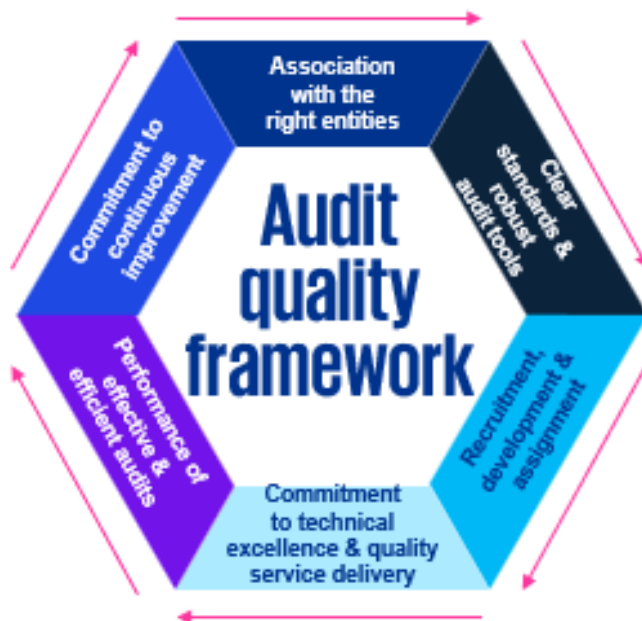 Association
with the
right entities
Clear
standards &
robust
audit tools
Recruitment,
development &
assignment
Commitment
to technical
excellence & quality
service delivery
Performance of
effective &
efficient audits
Commitment to
continuous
improvement
Audit
quality
framework